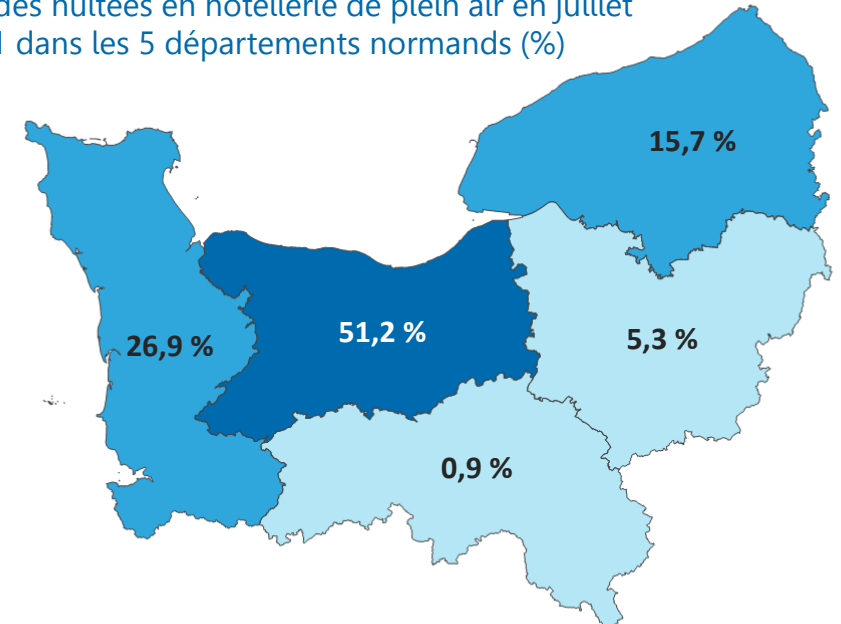 des nuitées en hôtellerie de plein air en juillet
dans les 5 départements normands (%)
15,7 %
26,9 %
51,2 %
5,3 %
0,9 %